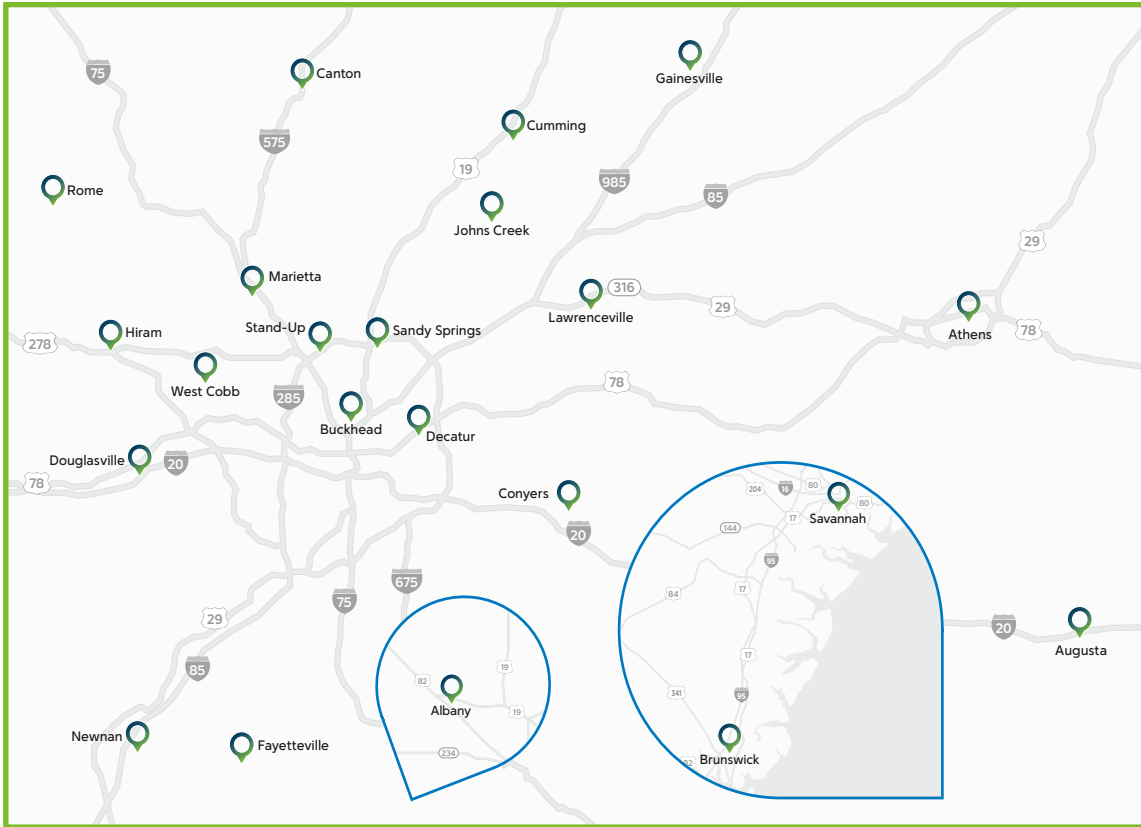 75
Canton
Gainesville
Cumming
575
19
985
85
Rome
Johns Creek
29
Marietta
316
Lawrenceville
29
Athens
78
Hiram
278
Stand-Up
Sandy Springs
West Cobb
285
78
Buckhead
Decatur
Douglasville
20
78
Conyers
20
204
16
80
Savannah
80
17
144
95
84
17
675
75
29
85
17
20
Augusta
82
19
Albany
19
341
95
Newnan
Fayetteville
234
Brunswick